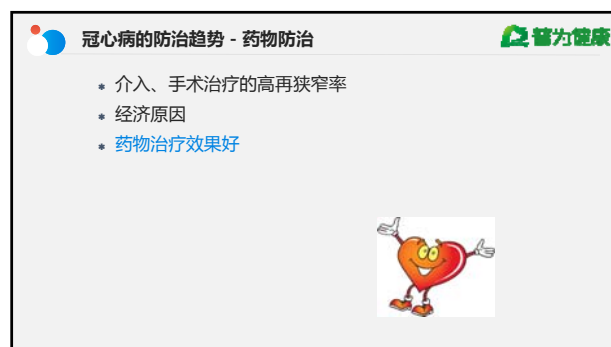 冠心病的防治趋势 - 药物防治
普为健康
* 介入、手术治疗的高再狭窄率
* 经济原因
* 药物治疗效果好